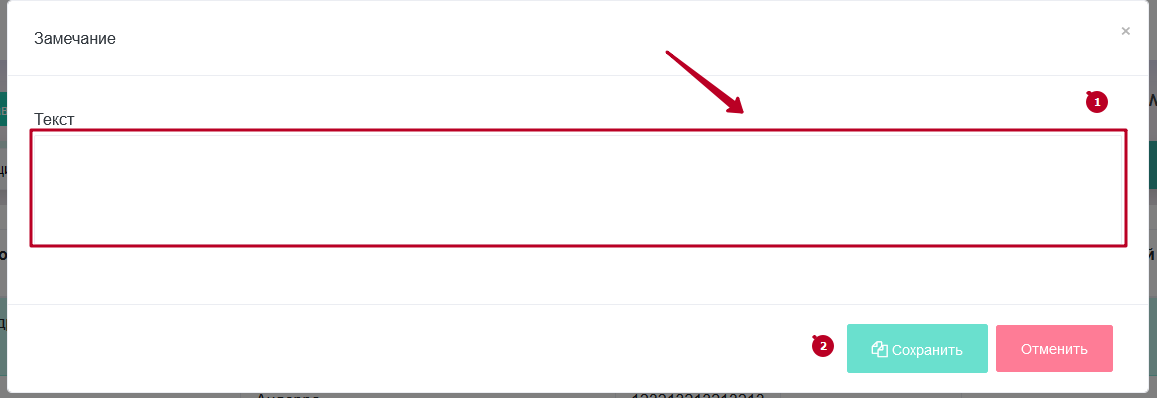 Замечание
×
1
Текст
2
Сохранить
Отменить